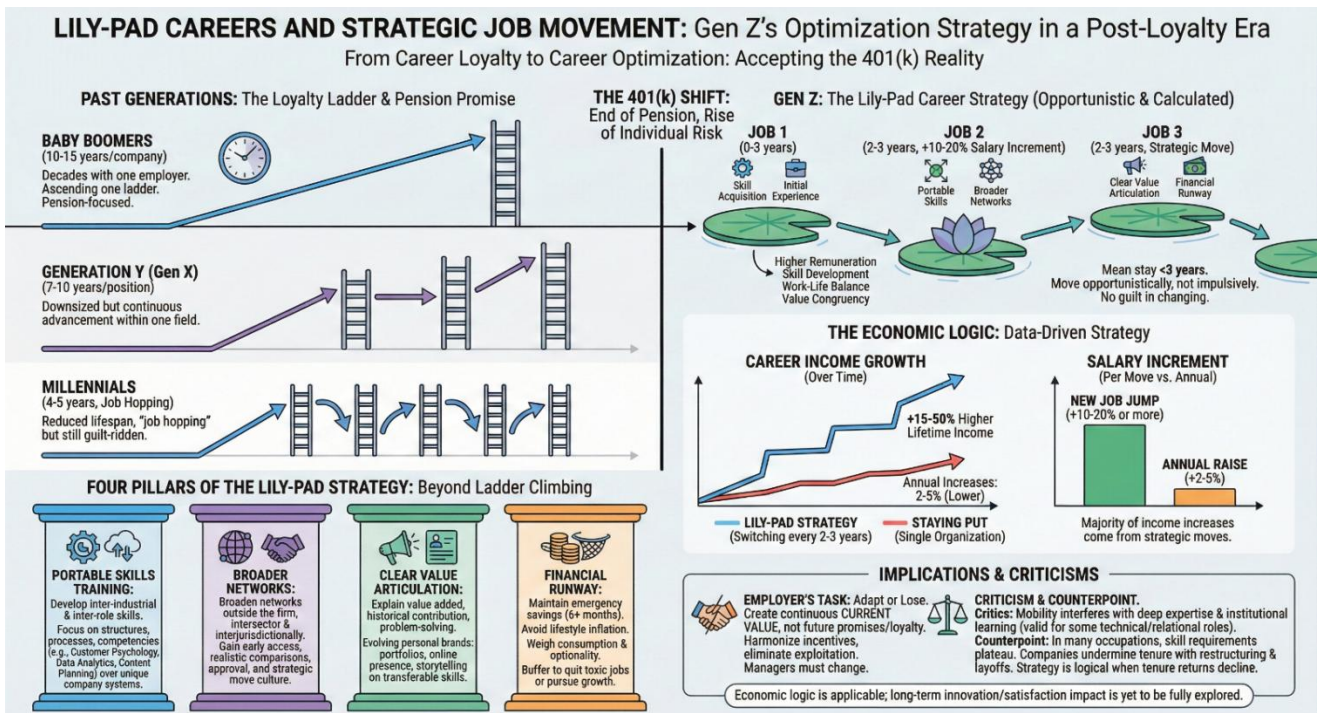 LILY-PAD CAREERS AND STRATEGIC JOB MOVEMENT: Gen Z's Optimization Strategy in a Post-Loyalty Era
From Career Loyalty to Career Optimization: Accepting the 401(k) Reality
PAST GENERATIONS: The Loyalty Ladder & Pension Promise
BABY BOOMERS
(10-15 years/company)
Decades with one employer.
Ascending one ladder.
Pension-focused.
GENERATION Y (Gen X)
(7-10 years/position)
Downsized but continuous
advancement within one field.
MILLENNIALS
(4-5 years, Job Hopping)
Reduced lifespan, "job hopping"
but still guilt-ridden.
THE 401(k) SHIFT:
End of Pension, Rise
of Individual Risk
GEN Z: The Lily-Pad Career Strategy (Opportunistic & Calculated)
JOB 1
(0-3 years)
Skill
Acquisition
Initial
Experience
Higher Remuneration
Skill Development
Work-Life Balance
Value Congruency
JOB 2
(2-3 years, +10-20% Salary Increment)
Portable
Skills
Broader
Networks
JOB 3
(2-3 years, Strategic Move)
Clear Value
Articulation
Financial
Runway
Mean stay <3 years.
Move opportunistically, not impulsively.
No guilt in changing.
THE ECONOMIC LOGIC: Data-Driven Strategy
CAREER INCOME GROWTH
(Over Time)
+15-50% Higher
Lifetime Income
Annual Increases:
2-5% (Lower)
LILY-PAD STRATEGY
(Switching every 2-3 years)
STAYING PUT
(Single Organization)
SALARY INCREMENT
(Per Move vs. Annual)
NEW JOB JUMP
(+10-20% or more)
ANNUAL RAISE
(+2-5%)
Majority of income increases
come from strategic moves.
FOUR PILLARS OF THE LILY-PAD STRATEGY: Beyond Ladder Climbing
PORTABLE SKILLS
TRAINING:
Develop inter-industrial
& inter-role skills.
Focus on structures,
processes, competencies
(e.g., Customer Psychology,
Data Analytics, Content
Planning) over unique
company systems.
BROADER
NETWORKS:
Broaden networks
outside the firm,
intersector &
interjurisdictionally.
Gain early access,
realistic comparisons,
approval, and strategic
move culture.
CLEAR VALUE
ARTICULATION:
Explain value added,
historical contribution,
problem-solving.
Evolving personal brands:
portfolios, online
presence, storytelling
on transferable skills.
FINANCIAL
RUNWAY:
Maintain emergency
savings (6+ months).
Avoid lifestyle inflation.
Weigh consumption &
optionality.
Buffer to quit toxic jobs
or pursue growth.
IMPLICATIONS & CRITICISMS
EMPLOYER'S TASK: Adapt or Lose.
Create continuous CURRENT
VALUE, not future promises/loyalty.
Harmonize incentives,
eliminate exploitation.
Managers must change.
CRITICISM & COUNTERPOINT.
Critics: Mobility interferes with deep expertise & institutional
learning (valid for some technical/relational roles).
Counterpoint: In many occupations, skill requirements
plateau. Companies undermine tenure with restructuring &
layoffs. Strategy is logical when tenure returns decline.
Economic logic is applicable; long-term innovation/satisfaction impact is yet to be fully explored.